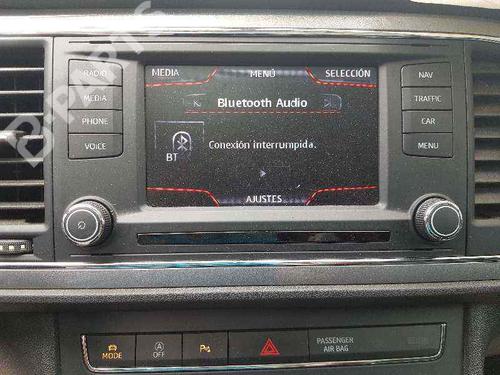 RADIO
MEDIA
PHONE
VOICE
MEDIA MENÚ SELECCIÓN
Bluetooth Audio
BT
Conexión interrumpida.
AJUSTES
NAV
TRAFFIC
CAR
MENU
MODE
OFF
PASSENGER
AIR BAG
B-PARTS